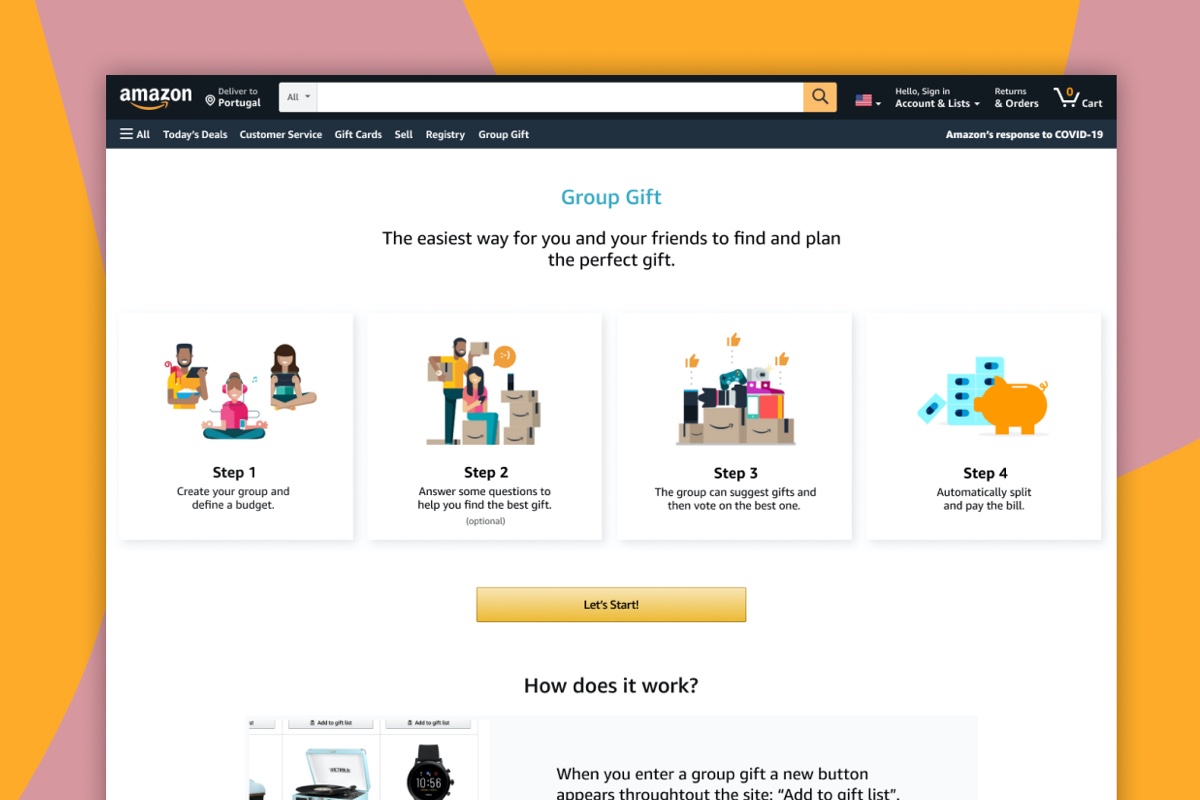 amazon
Deliver to
Portugal
All
Hello, Sign in
Account & Lists
Returns
& Orders
0
Cart
All
Today's Deals
Customer Service
Gift Cards
Sell
Registry
Group Gift
Amazon's response to COVID-19
Group Gift
The easiest way for you and your friends to find and plan
the perfect gift.
:-)
Step 1
Create your group and
define a budget.
Step 2
Answer some questions to
help you find the best gift.
(optional)
Step 3
The group can suggest gifts and
then vote on the best one.
Step 4
Automatically split
and pay the bill.
Let's Start!
How does it work?
Add to gift list
Add to gift list
10:56
When you enter a group gift a new button
appears throughtout the site: “Add to gift list”.